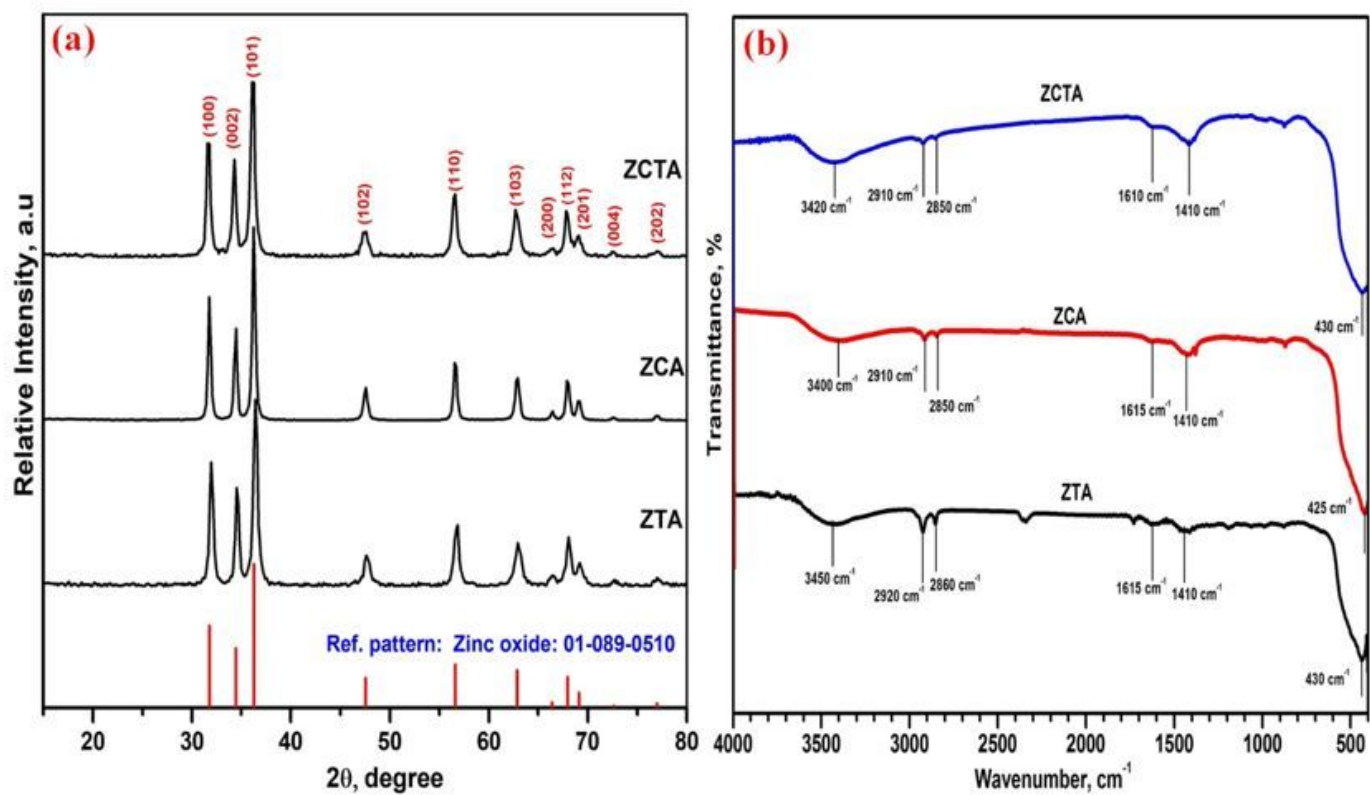 (a)
Relative Intensity, a.u
(100)
(002)
(101)
(102)
(110)
(103)
(200)
(112)
(201)
(004)
(202)
ZCTA
ZCA
ZTA
Ref. pattern: Zinc oxide: 01-089-0510
20 30 40 50 60 70 80
2θ, degree
(b)
Transmittance, %
ZCTA
3420 cm-1
2910 cm-1
2850 cm-1
1610 cm-1
1410 cm-1
430 cm-1
ZCA
3400 cm-1
2910 cm-1
2850 cm-1
1615 cm-1
1410 cm-1
425 cm-1
ZTA
3450 cm-1
2920 cm-1
2860 cm-1
1615 cm-1
1410 cm-1
430 cm-1
4000 3500 3000 2500 2000 1500 1000 500
Wavenumber, cm-1